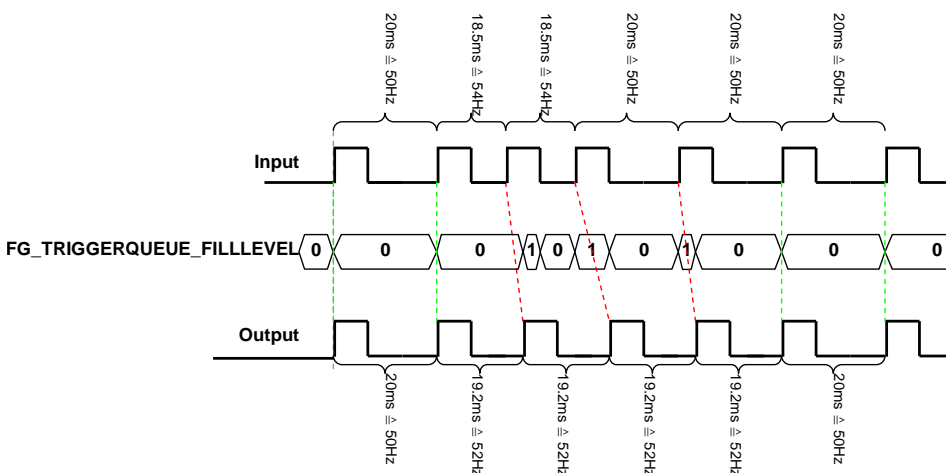 20ms ≙ 50Hz
18.5ms ≙ 54Hz
18.5ms ≙ 54Hz
20ms ≙ 50Hz
20ms ≙ 50Hz
20ms ≙ 50Hz
Input
FG_TRIGGERQUEUE_FILLLEVEL 0 0 0 1 0 1 0 1 0 0 0
Output
20ms ≙ 50Hz
19.2ms ≙ 52Hz
19.2ms ≙ 52Hz
19.2ms ≙ 52Hz
19.2ms ≙ 52Hz
20ms ≙ 50Hz